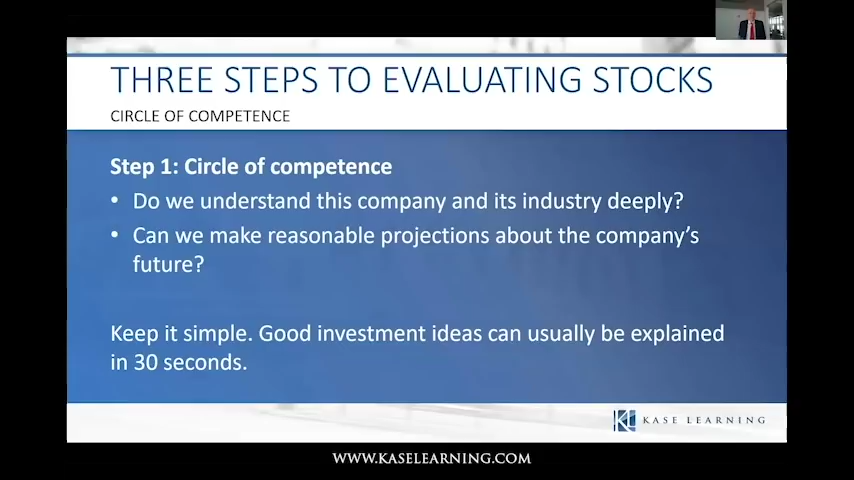 THREE STEPS TO EVALUATING STOCKS
CIRCLE OF COMPETENCE
Step 1: Circle of competence
• Do we understand this company and its industry deeply?
• Can we make reasonable projections about the company's
future?
Keep it simple. Good investment ideas can usually be explained
in 30 seconds.
KASE LEARNING
WWW.KASELEARNING.COM